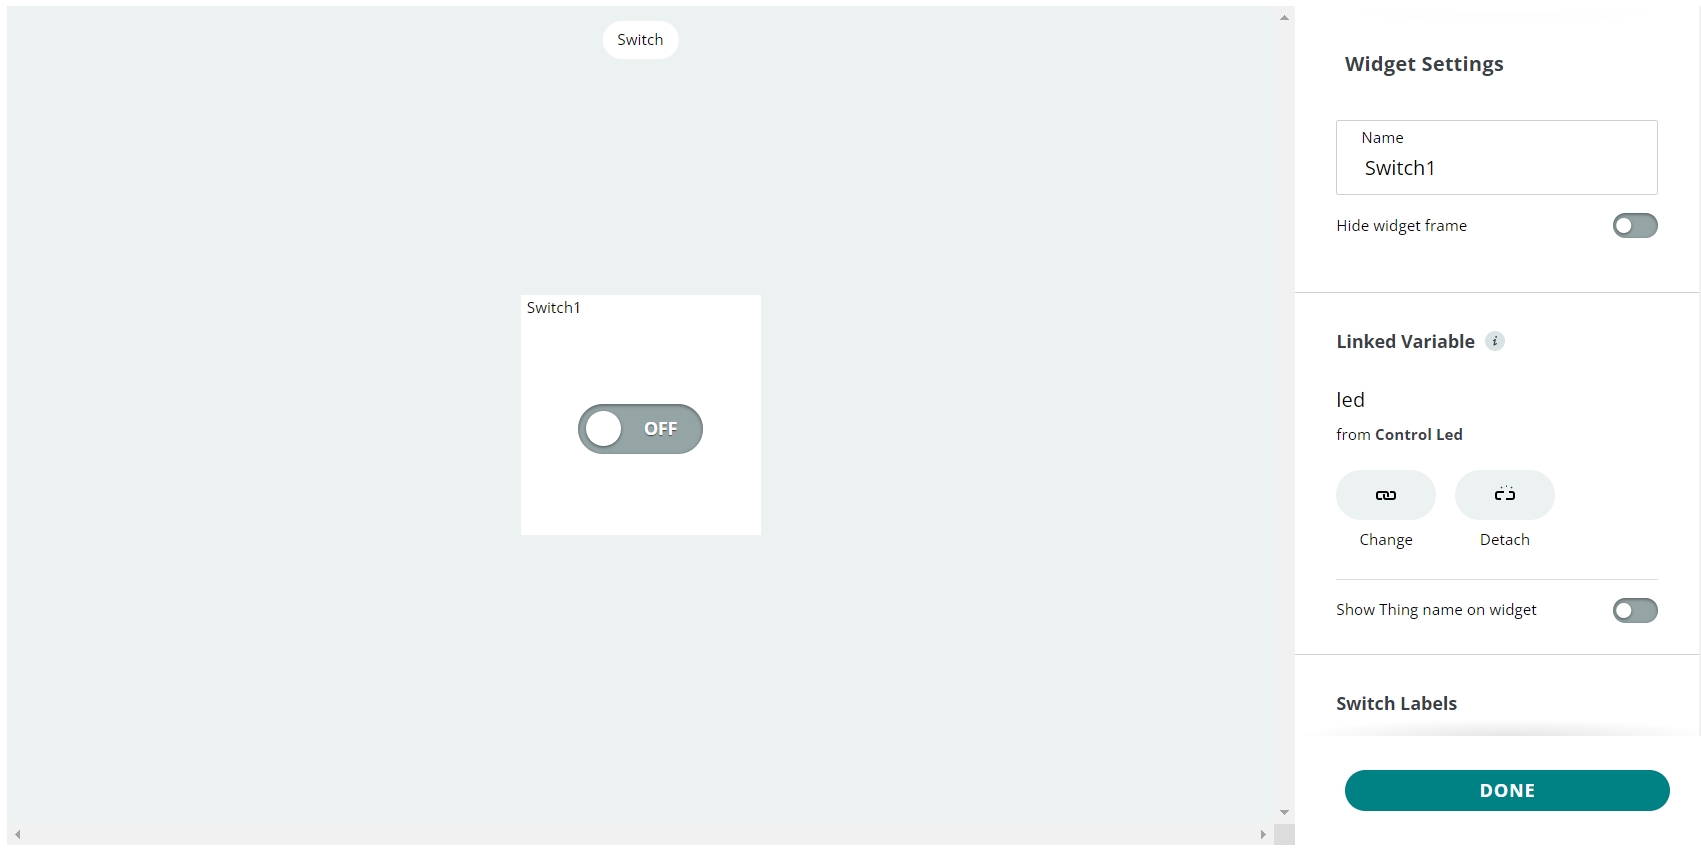 Switch
Switch1
OFF
Widget Settings
Name
Switch1
Hide widget frame
Linked Variable i
led
from Control Led
Change Detach
Show Thing name on widget
Switch Labels
DONE